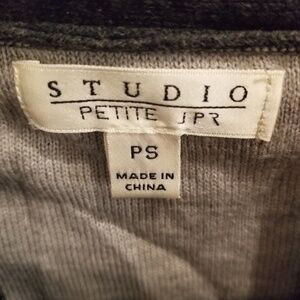 STUDIO
PETITE JPR
PS
MADE IN
CHINA